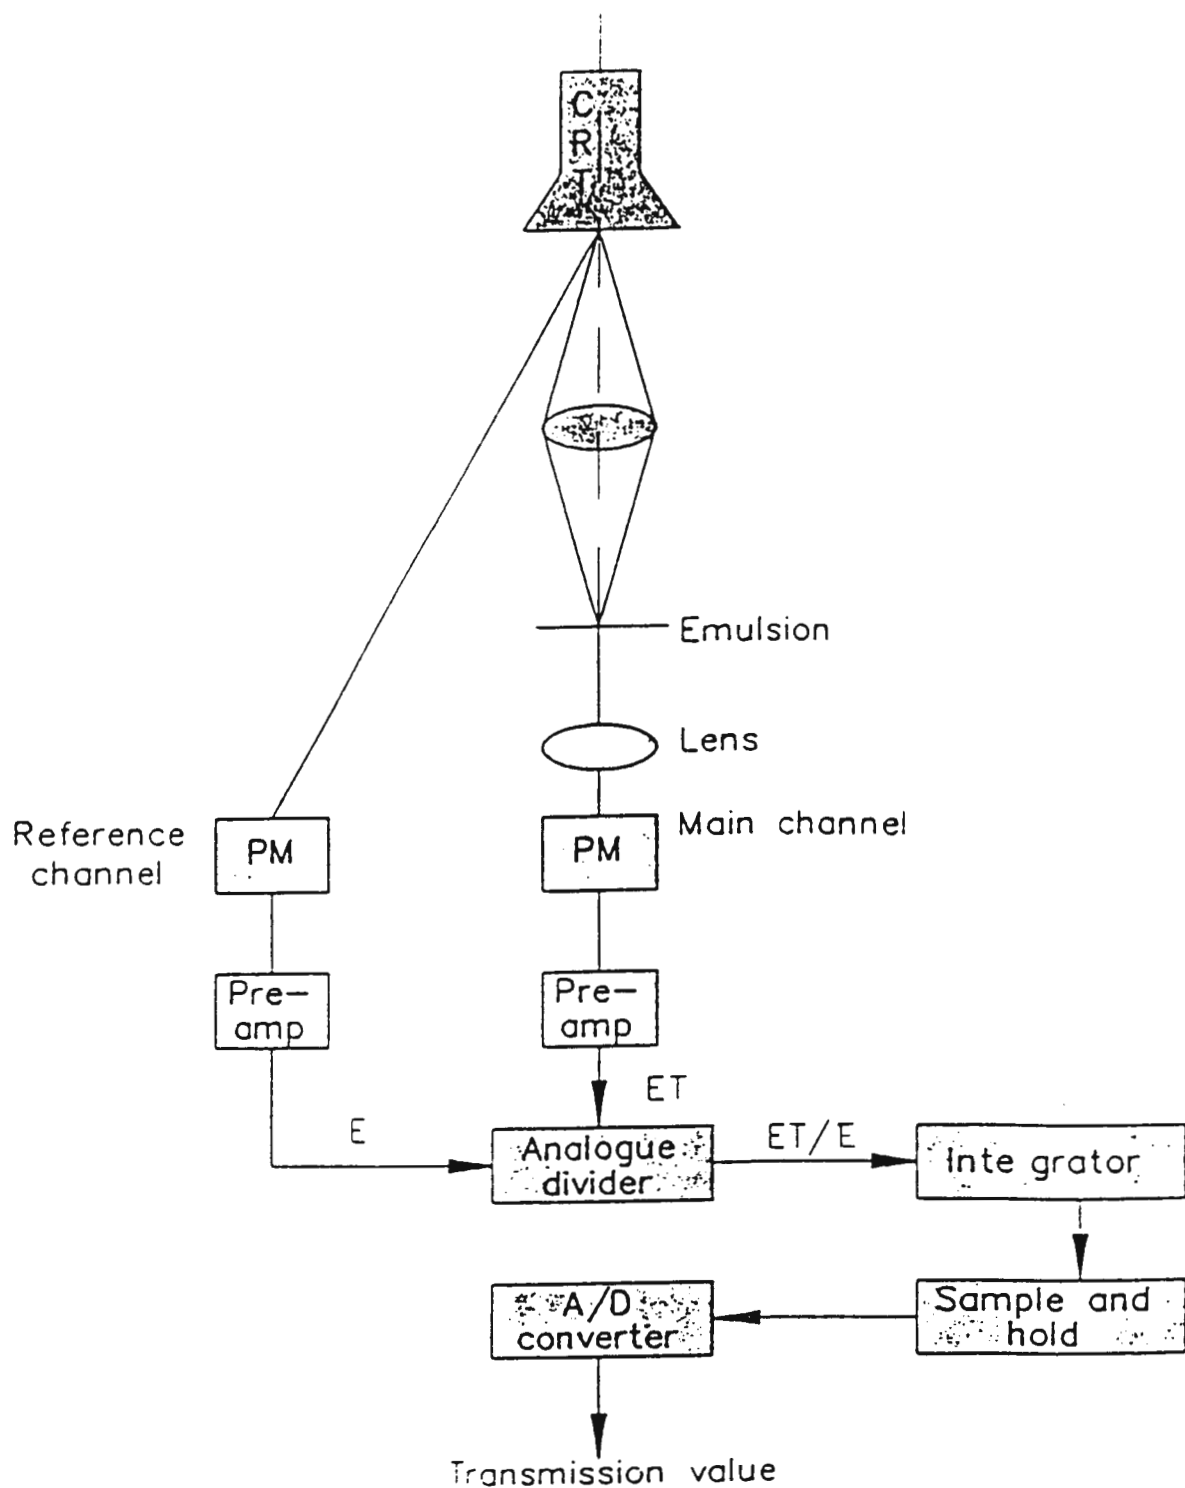 C
R
T
Emulsion
Lens
Main channel
Reference
channel
PM
PM
Pre-
amp
Pre-
amp
ET
E
Analogue
divider
ET/E
Inte grator
Sample and
hold
A/D
converter
Transmission value